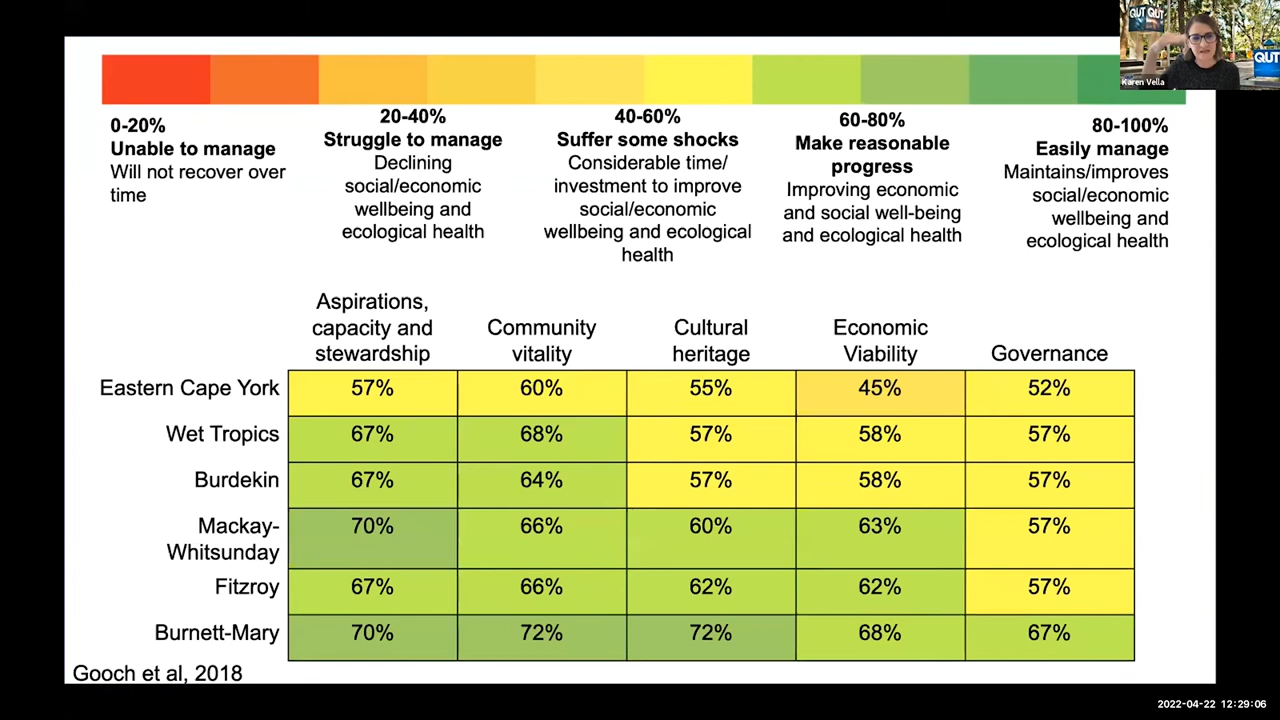 QUT QUT
QUT
Karen Vella
0-20%
Unable to manage
Will not recover over
time
20-40%
Struggle to manage
Declining
social/economic
wellbeing and
ecological health
40-60%
Suffer some shocks
Considerable time/
investment to improve
social/economic
wellbeing and ecological
health
60-80%
Make reasonable
progress
Improving economic
and social well-being
and ecological health
80-100%
Easily manage
Maintains/improves
social/economic
wellbeing and
ecological health
Aspirations,
capacity and
stewardship
Community
vitality
Cultural
heritage
Economic
Viability
Governance
Eastern Cape York 57% 60% 55% 45% 52%
Wet Tropics 67% 68% 57% 58% 57%
Burdekin 67% 64% 57% 58% 57%
Mackay-
Whitsunday 70% 66% 60% 63% 57%
Fitzroy 67% 66% 62% 62% 57%
Burnett-Mary 70% 72% 72% 68% 67%
Gooch et al, 2018
2022-04-22 12:29:06